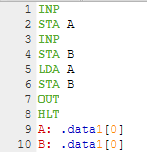 1 INP
2 STA A
3 INP
4 STA B
5 LDA A
6 STA B
7 OUT
8 HLT
9 A: .data1[0]
10 B: .data1[0]